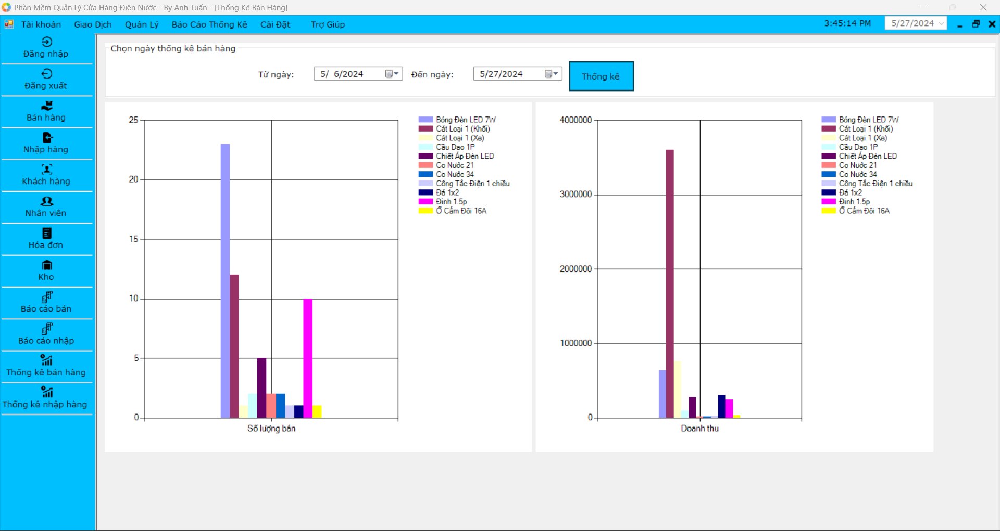 Phần Mềm Quản Lý Cửa Hàng Điện Nước - By Anh Tuấn - [Thống Kê Bán Hàng]
Tài khoản Giao Dịch Quản Lý Báo Cáo Thống Kê Cài Đặt Trợ Giúp 3:45:14 PM 5/27/2024
Đăng nhập
Đăng xuất
Bán hàng
Nhập hàng
Khách hàng
Nhân viên
Hóa đơn
Kho
Báo cáo bán
Báo cáo nhập
Thống kê bán hàng
Thống kê nhập hàng
Chọn ngày thống kê bán hàng
Từ ngày: 5/ 6/2024 Đến ngày: 5/27/2024 Thống kê
25
20
15
10
5
0
Số lượng bán
Bóng Đèn LED 7W
Cát Loại 1 (Khối)
Cát Loại 1 (Xe)
Cầu Dao 1P
Chiết Áp Đèn LED
Co Nước 21
Co Nước 34
Công Tắc Điện 1 chiều
Đá 1x2
Đinh 1.5p
Ổ Cắm Đôi 16A
4000000
3000000
2000000
1000000
0
Doanh thu
Bóng Đèn LED 7W
Cát Loại 1 (Khối)
Cát Loại 1 (Xe)
Cầu Dao 1P
Chiết Áp Đèn LED
Co Nước 21
Co Nước 34
Công Tắc Điện 1 chiều
Đá 1x2
Đinh 1.5p
Ổ Cắm Đôi 16A